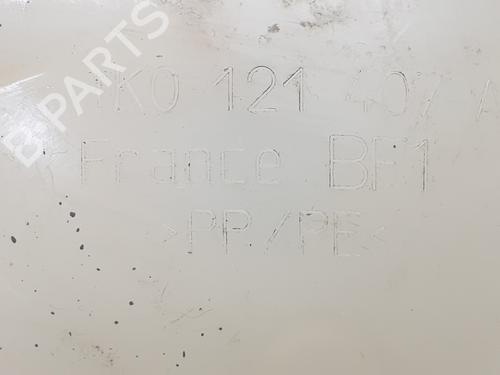 B PARTS
1K0 121 407 A
France BF1
>PP/PE<